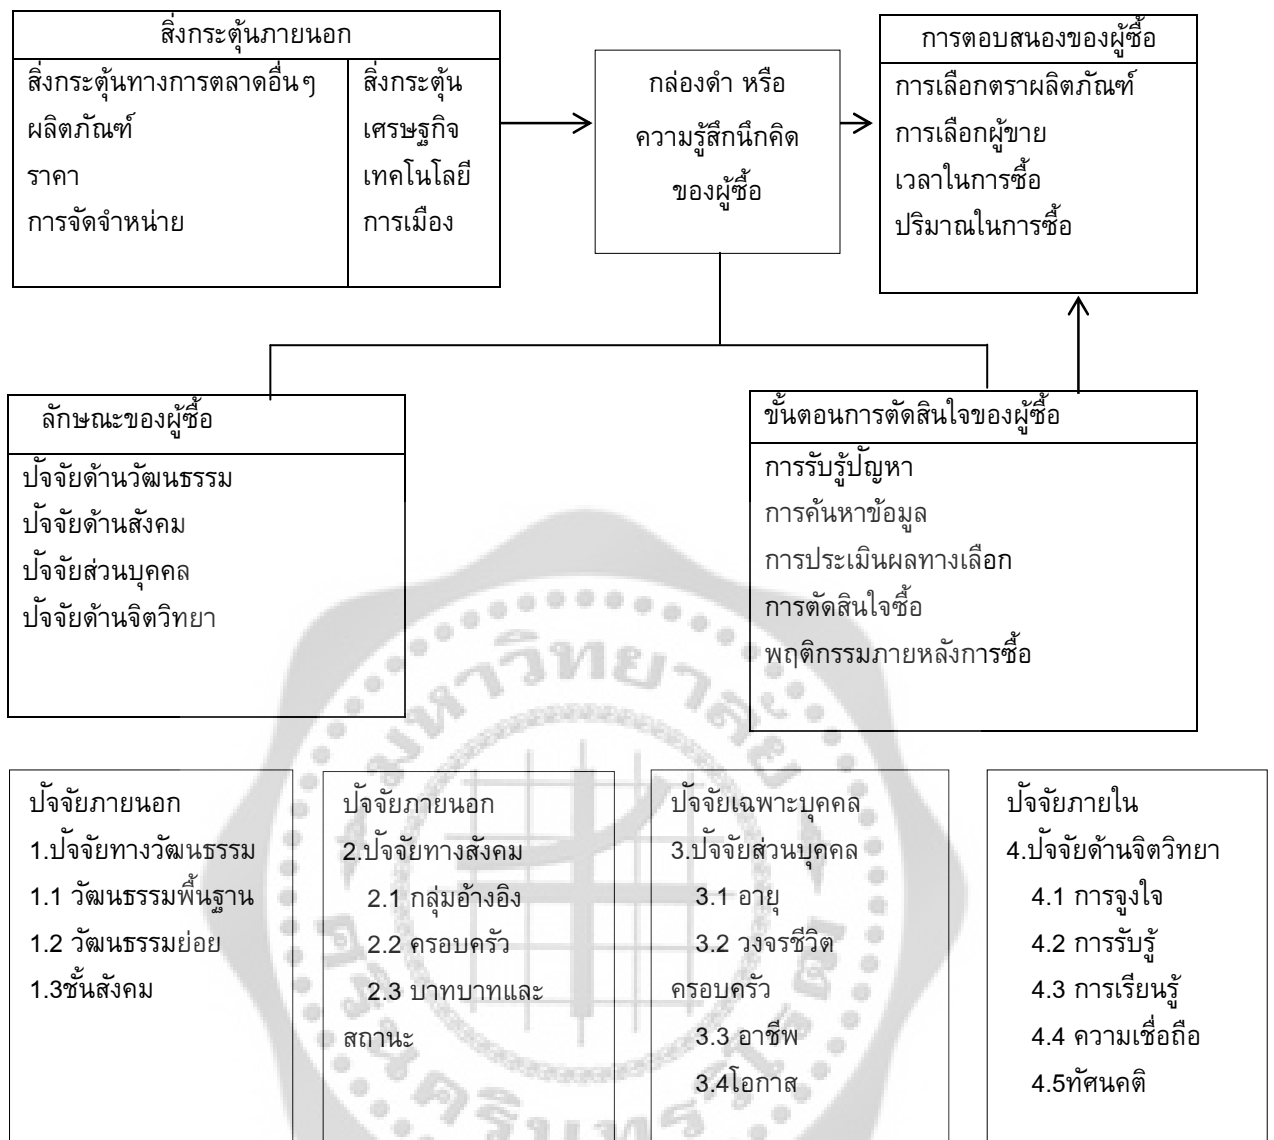 สิ่งกระตุ้นภายนอก
สิ่งกระตุ้นทางการตลาดอื่นๆ
ผลิตภัณฑ์
ราคา
การจัดจำหน่าย
สิ่งกระตุ้น
เศรษฐกิจ
เทคโนโลยี
การเมือง
กล่องดำ หรือ
ความรู้สึกนึกคิด
ของผู้ซื้อ
การตอบสนองของผู้ซื้อ
การเลือกตราผลิตภัณฑ์
การเลือกผู้ขาย
เวลาในการซื้อ
ปริมาณในการซื้อ
ลักษณะของผู้ซื้อ
ปัจจัยด้านวัฒนธรรม
ปัจจัยด้านสังคม
ปัจจัยส่วนบุคคล
ปัจจัยด้านจิตวิทยา
ขั้นตอนการตัดสินใจของผู้ซื้อ
การรับรู้ปัญหา
การค้นหาข้อมูล
การประเมินผลทางเลือก
การตัดสินใจซื้อ
พฤติกรรมภายหลังการซื้อ
ปัจจัยภายนอก
1.ปัจจัยทางวัฒนธรรม
1.1 วัฒนธรรมพื้นฐาน
1.2 วัฒนธรรมย่อย
1.3ชั้นสังคม
ปัจจัยภายนอก
2.ปัจจัยทางสังคม
2.1 กลุ่มอ้างอิง
2.2 ครอบครัว
2.3 บาทบาทและ
สถานะ
ปัจจัยเฉพาะบุคคล
3.ปัจจัยส่วนบุคคล
3.1 อายุ
3.2 วงจรชีวิต
ครอบครัว
3.3 อาชีพ
3.4โอกาส
ปัจจัยภายใน
4.ปัจจัยด้านจิตวิทยา
4.1 การจูงใจ
4.2 การรับรู้
4.3 การเรียนรู้
4.4 ความเชื่อถือ
4.5ทัศนคติ
มหาวิทยาลัย
ศรีนครินทรวิโรฒ